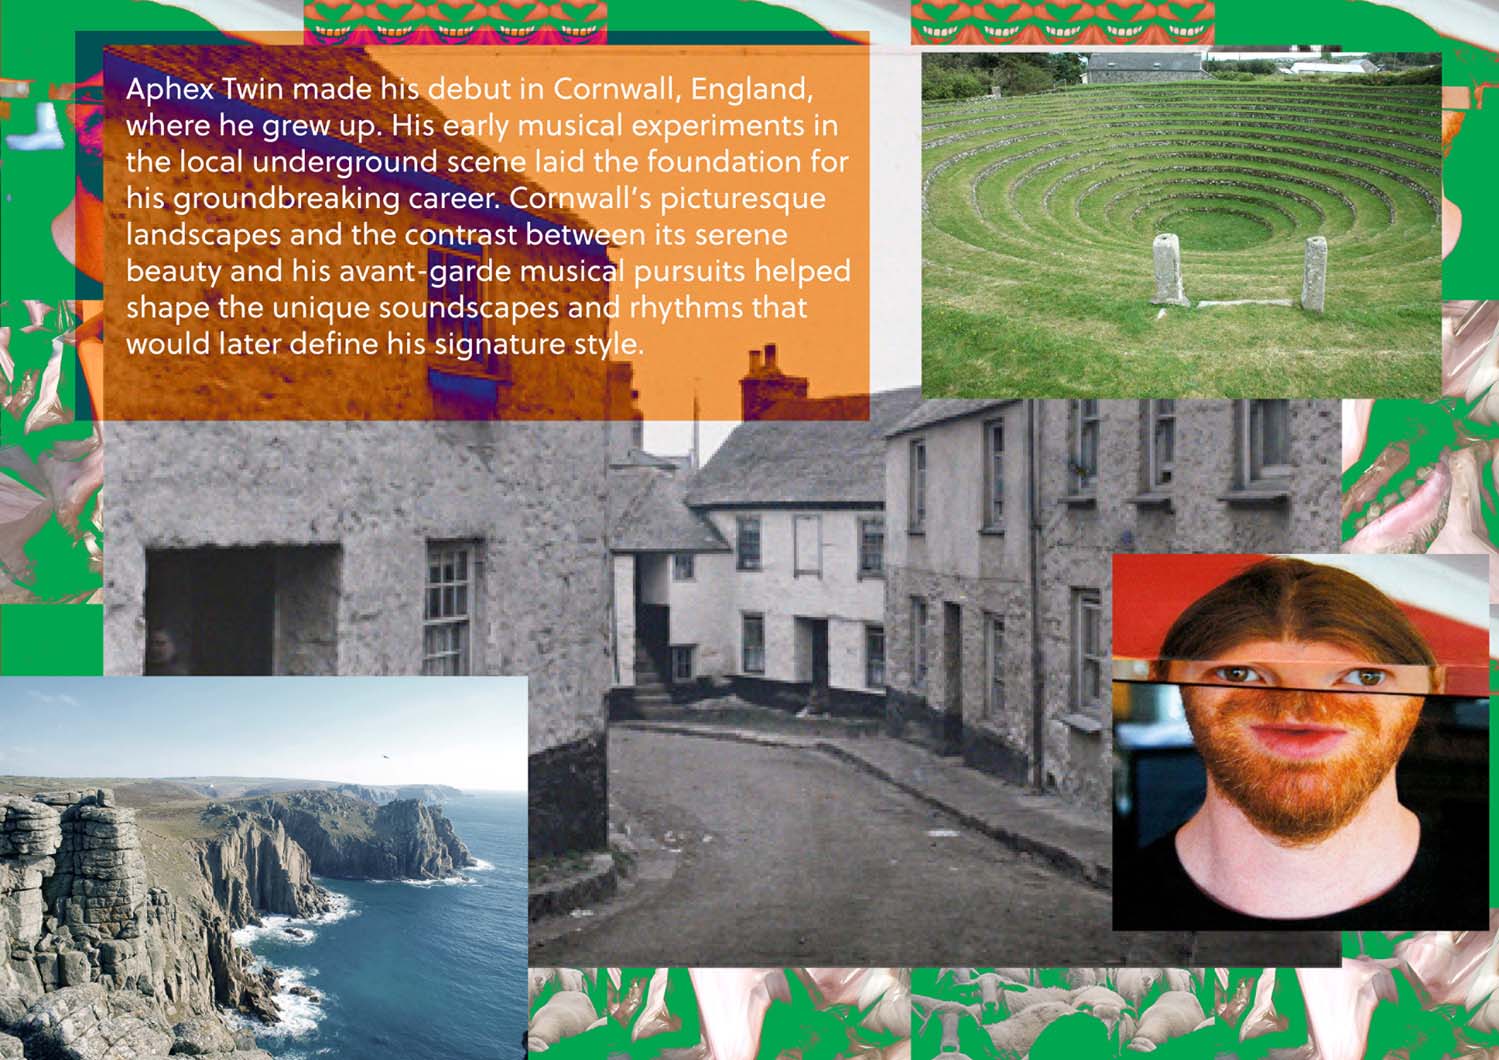 Aphex Twin made his debut in Cornwall, England,
where he grew up. His early musical experiments in
the local underground scene laid the foundation for
his groundbreaking career. Cornwall’s picturesque
landscapes and the contrast between its serene
beauty and his avant-garde musical pursuits helped
shape the unique soundscapes and rhythms that
would later define his signature style.